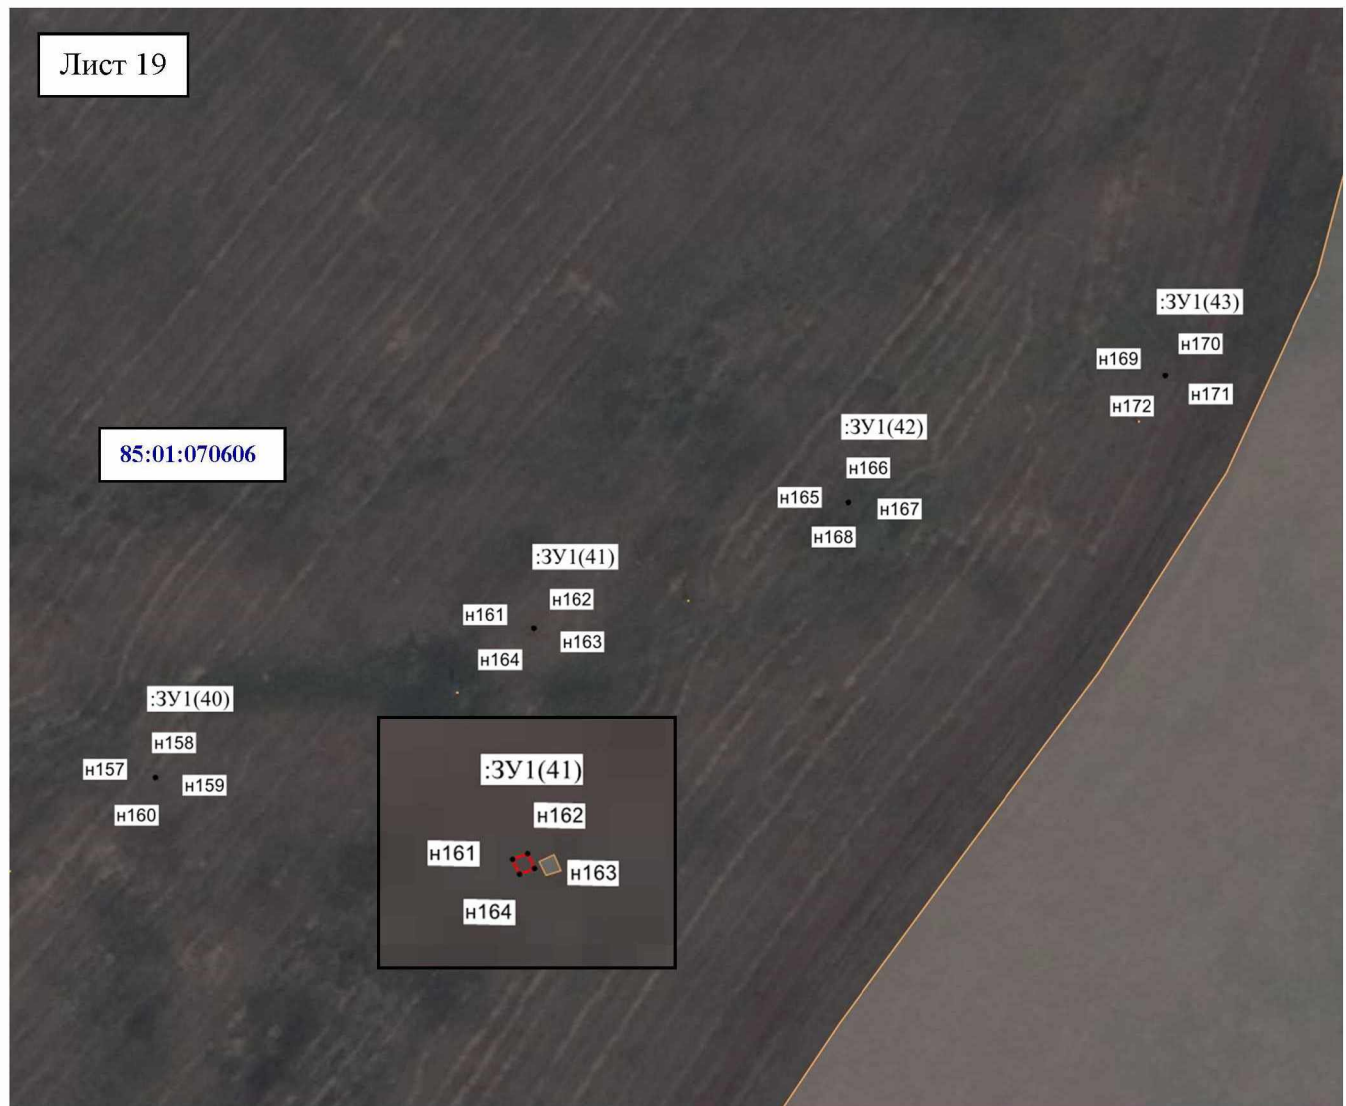 Лист 19
:ЗУ1(43)
н170
н169
н171
н172
:ЗУ1(42)
85:01:070606
н166
н165
н167
н168
:ЗУ1(41)
н162
н161
н163
н164
:ЗУ1(40)
н158
н157
н159
н160
:ЗУ1(41)
н162
н161
н163
н164